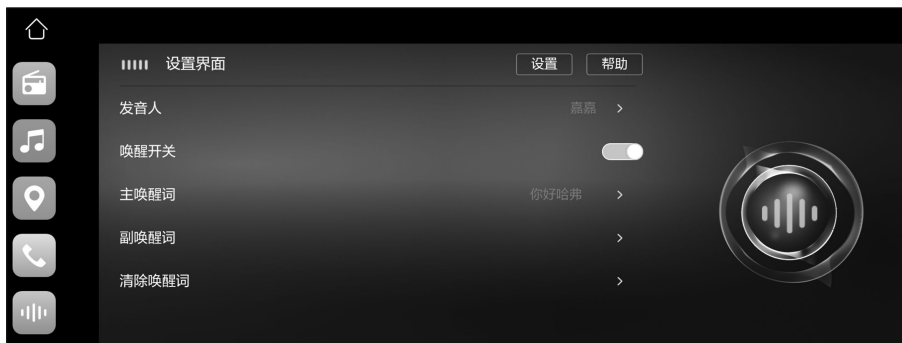 设置界面 设置 帮助
发音人 嘉嘉
唤醒开关
主唤醒词 你好哈弗
副唤醒词
清除唤醒词